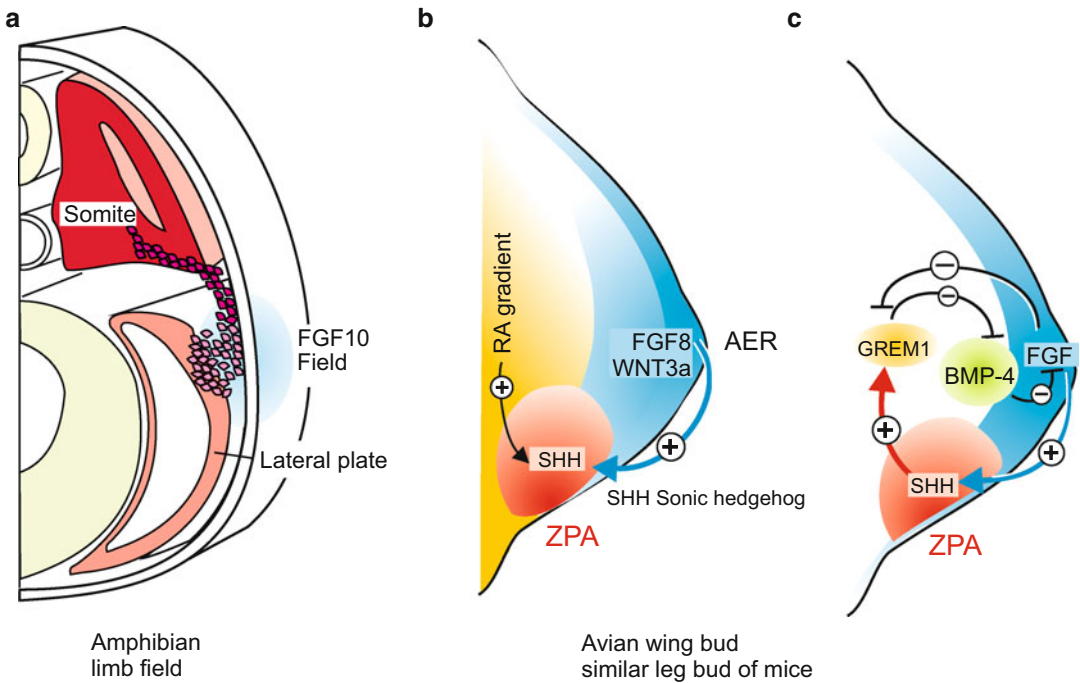 a
Somite
FGF10
Field
Lateral plate
Amphibian
limb field
b
RA gradient
+
FGF8
WNT3a
AER
SHH
+
SHH Sonic hedgehog
ZPA
Avian wing bud
similar leg bud of mice
c
−
−
GREM1
BMP-4
FGF
−
+
+
SHH
ZPA